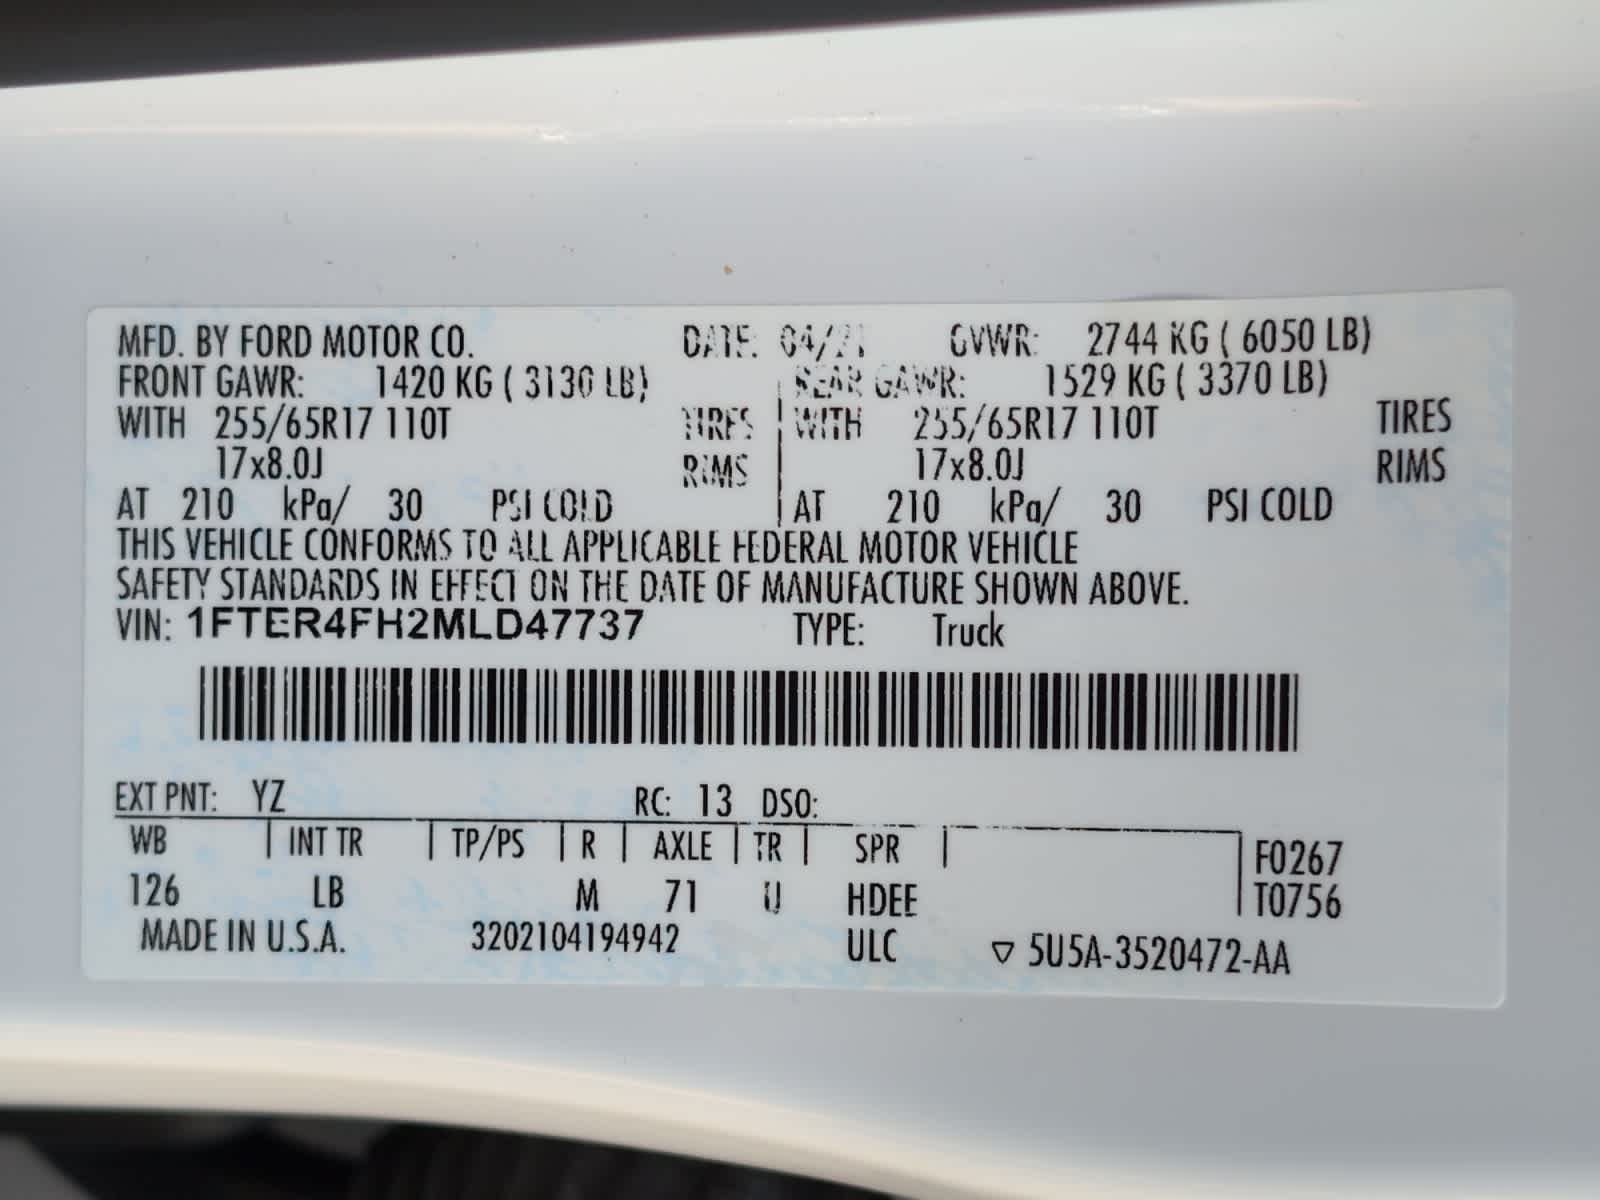 MFD. BY FORD MOTOR CO. DATE: 04/21 GVWR: 2744 KG ( 6050 LB)
FRONT GAWR: 1420 KG ( 3130 LB) REAR GAWR: 1529 KG ( 3370 LB)
WITH 255/65R17 110T TIRES WITH 255/65R17 110T TIRES
17x8.0J RIMS 17x8.0J RIMS
AT 210 kPa/ 30 PSI COLD AT 210 kPa/ 30 PSI COLD
THIS VEHICLE CONFORMS TO ALL APPLICABLE FEDERAL MOTOR VEHICLE
SAFETY STANDARDS IN EFFECT ON THE DATE OF MANUFACTURE SHOWN ABOVE.
VIN: 1FTER4FH2MLD47737 TYPE: Truck
EXT PNT: YZ RC: 13 DSO:
WB INT TR TP/PS R AXLE TR SPR F0267
126 LB M 71 U HDEE T0756
MADE IN U.S.A. 3202104194942 ULC ▽ 5U5A-3520472-AA